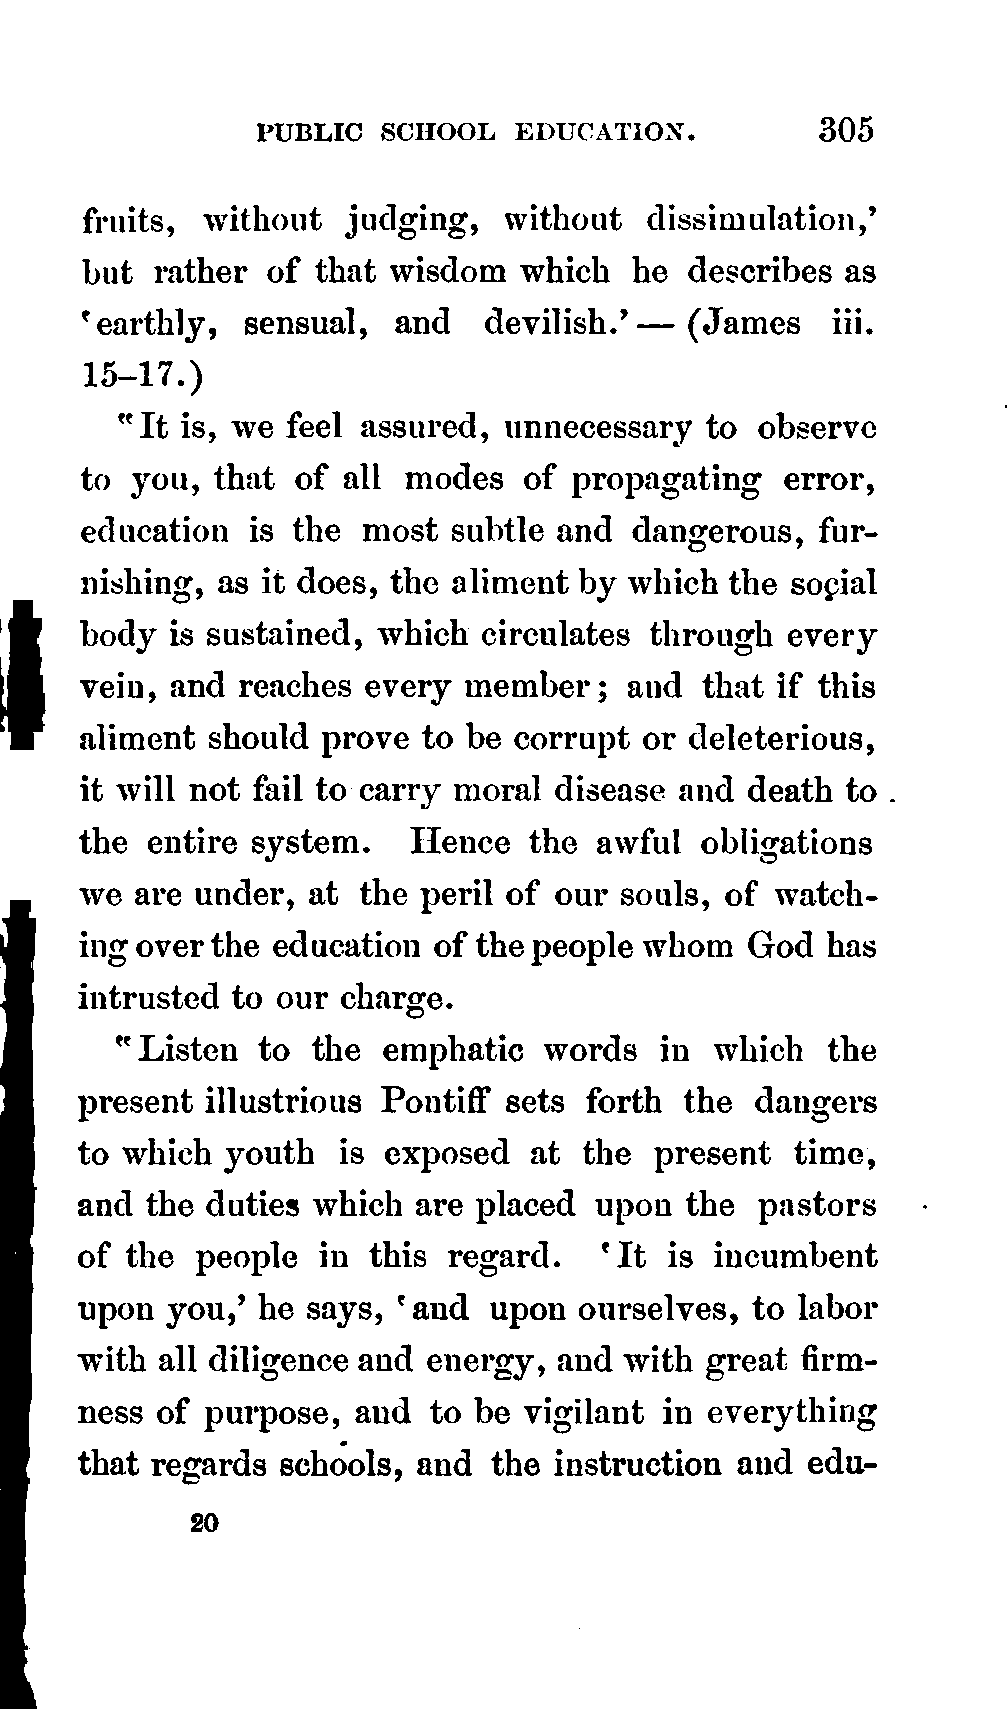 PUBLIC SCHOOL EDUCATION. 305
fruits, without judging, without dissimulation,’
but rather of that wisdom which he describes as
‘earthly, sensual, and devilish.’ — (James iii.
15–17.)
“It is, we feel assured, unnecessary to observe
to you, that of all modes of propagating error,
education is the most subtle and dangerous, fur-
nishing, as it does, the aliment by which the social
body is sustained, which circulates through every
vein, and reaches every member; and that if this
aliment should prove to be corrupt or deleterious,
it will not fail to carry moral disease and death to
the entire system. Hence the awful obligations
we are under, at the peril of our souls, of watch-
ing over the education of the people whom God has
intrusted to our charge.
“Listen to the emphatic words in which the
present illustrious Pontiff sets forth the dangers
to which youth is exposed at the present time,
and the duties which are placed upon the pastors
of the people in this regard. ‘It is incumbent
upon you,’ he says, ‘and upon ourselves, to labor
with all diligence and energy, and with great firm-
ness of purpose, and to be vigilant in everything
that regards schools, and the instruction and edu-
20